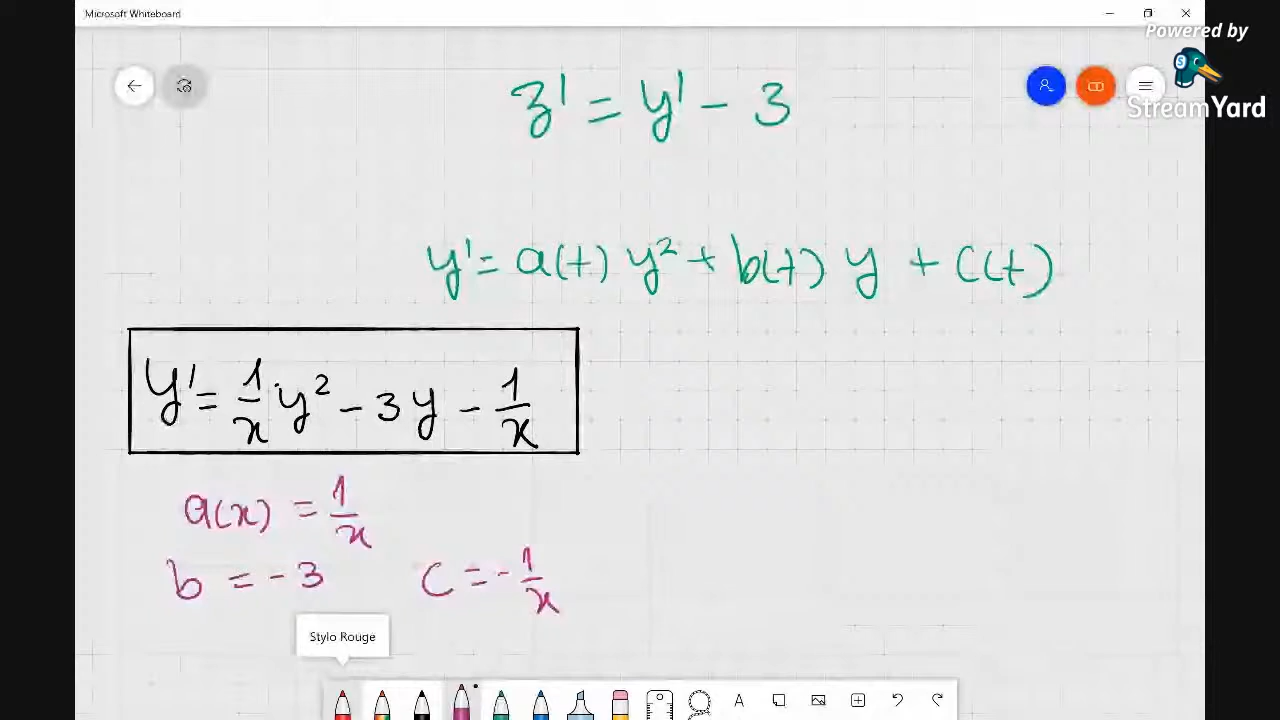 Microsoft Whiteboard
Powered by
StreamYard
z' = y' - 3
y' = a(t) y² + b(t) y + c(t)
y' = 1/x y² - 3y - 1/x
a(x) = 1/x
b = -3 c = -1/x
Stylo Rouge
A